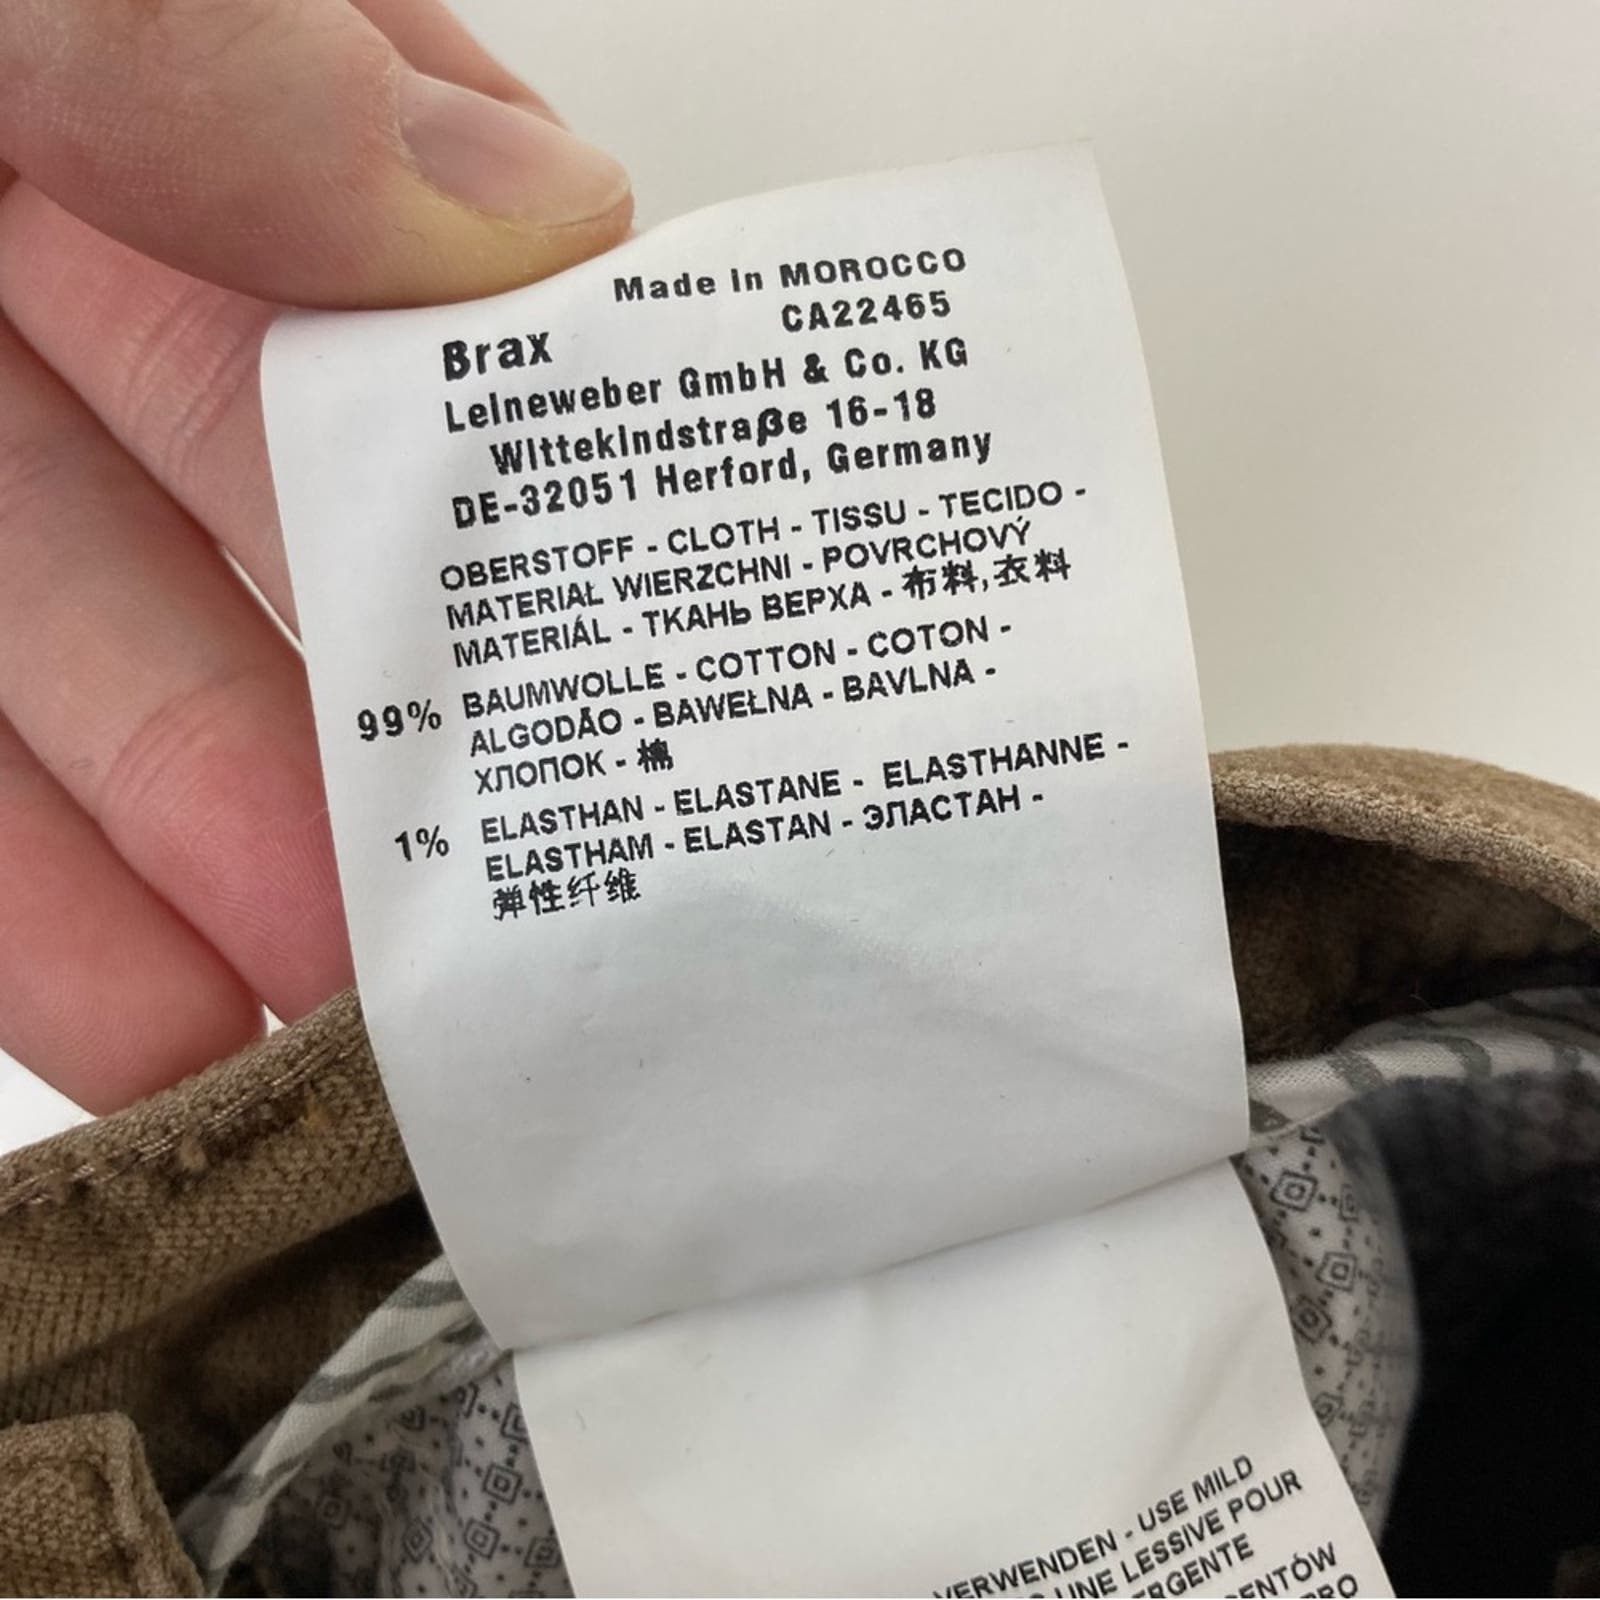 Made in MOROCCO
CA22465
Brax
Leineweber GmbH & Co. KG
Wittekindstraße 16-18
DE-32051 Herford, Germany
OBERSTOFF - CLOTH - TISSU - TECIDO -
MATERIAŁ WIERZCHNI - POVRCHOVÝ
MATERIÁL - ТКАНЬ ВЕРХА - 布料,衣料
99% BAUMWOLLE - COTTON - COTON -
ALGODÃO - BAWEŁNA - BAVLNA -
ХЛОПОК - 棉
1% ELASTHAN - ELASTANE - ELASTHANNE -
ELASTHAM - ELASTAN - ЭЛАСТАН -
弹性纤维
VERWENDEN - USE MILD
UNE LESSIVE POUR